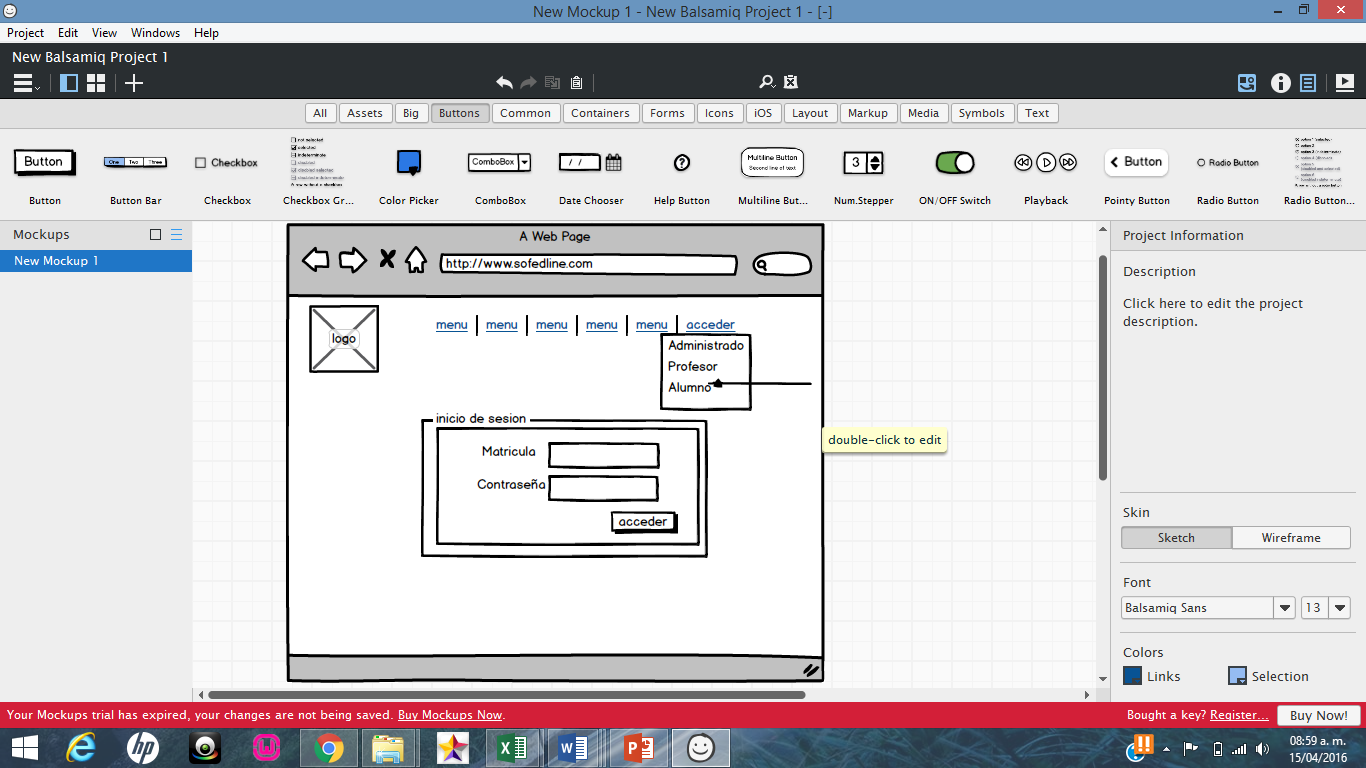 New Mockup 1 - New Balsamiq Project 1 - [-]
Project Edit View Windows Help
New Balsamiq Project 1
All Assets Big Buttons Common Containers Forms Icons iOS Layout Markup Media Symbols Text
Button One Two Three Checkbox ComboBox / / ? Multiline Button 3 Button Radio Button
Second line of text
Button Button Bar Checkbox Checkbox Gr... Color Picker ComboBox Date Chooser Help Button Multiline But... Num.Stepper ON/OFF Switch Playback Pointy Button Radio Button Radio Button...
Mockups
New Mockup 1
A Web Page
http://www.sofedline.com
logo
menu menu menu menu menu acceder
Administrado
Profesor
Alumno
inicio de sesion
Matricula
Contraseña
acceder
double-click to edit
Project Information
Description
Click here to edit the project
description.
Skin
Sketch Wireframe
Font
Balsamiq Sans 13
Colors
Links Selection
Your Mockups trial has expired, your changes are not being saved. Buy Mockups Now.
Bought a key? Register... Buy Now!
08:59 a. m.
15/04/2016